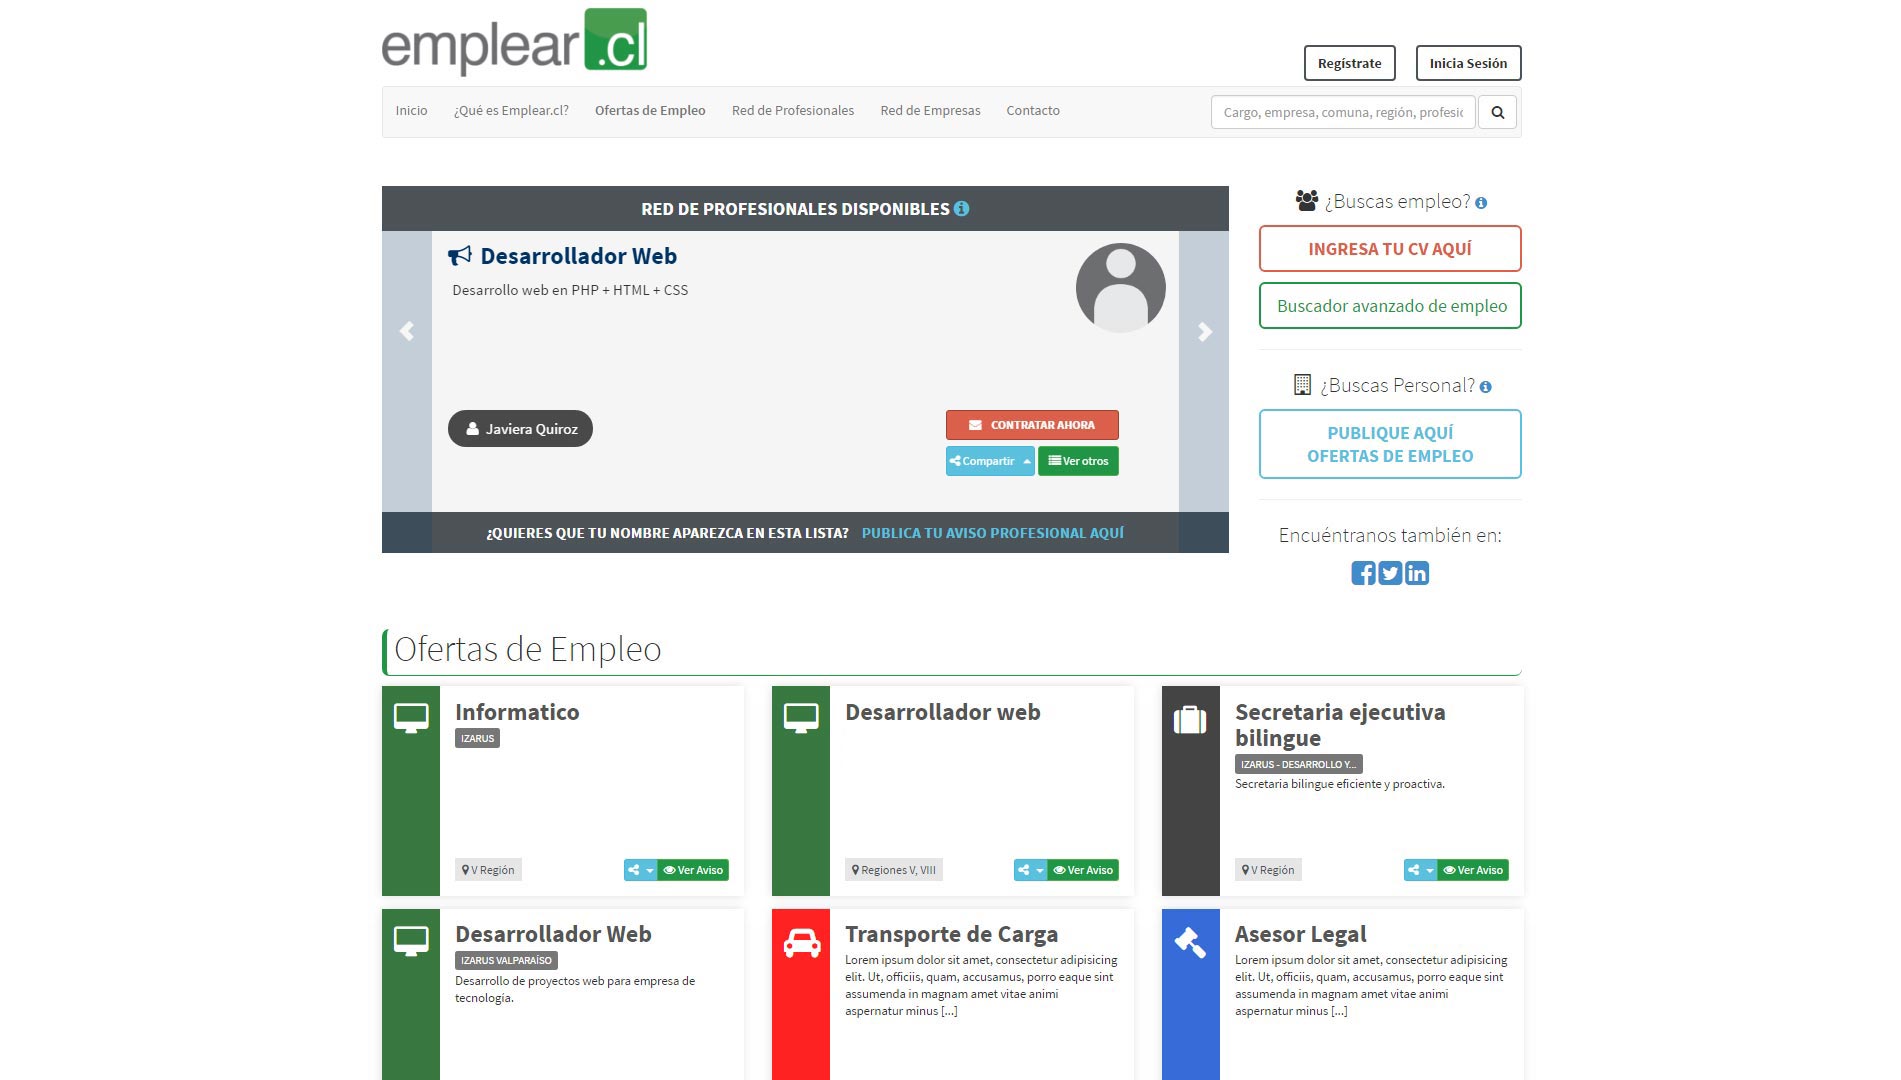 emplear.cl
Regístrate
Inicia Sesión
Inicio
¿Qué es Emplear.cl?
Ofertas de Empleo
Red de Profesionales
Red de Empresas
Contacto
Cargo, empresa, comuna, región, profesic
RED DE PROFESIONALES DISPONIBLES
Desarrollador Web
Desarrollo web en PHP + HTML + CSS
Javiera Quiroz
CONTRATAR AHORA
Compartir
Ver otros
¿QUIERES QUE TU NOMBRE APAREZCA EN ESTA LISTA? PUBLICA TU AVISO PROFESIONAL AQUÍ
¿Buscas empleo?
INGRESA TU CV AQUÍ
Buscador avanzado de empleo
¿Buscas Personal?
PUBLIQUE AQUÍ
OFERTAS DE EMPLEO
Encuéntranos también en:
Ofertas de Empleo
Informatico
IZARUS
V Región
Ver Aviso
Desarrollador web
Regiones V, VIII
Ver Aviso
Secretaria ejecutiva
bilingue
IZARUS - DESARROLLO Y...
Secretaria bilingue eficiente y proactiva.
V Región
Ver Aviso
Desarrollador Web
IZARUS VALPARAÍSO
Desarrollo de proyectos web para empresa de
tecnología.
Transporte de Carga
Lorem ipsum dolor sit amet, consectetur adipisicing
elit. Ut, officiis, quam, accusamus, porro eaque sint
assumenda in magnam amet vitae animi
aspernatur minus [...]
Asesor Legal
Lorem ipsum dolor sit amet, consectetur adipisicing
elit. Ut, officiis, quam, accusamus, porro eaque sint
assumenda in magnam amet vitae animi
aspernatur minus [...]